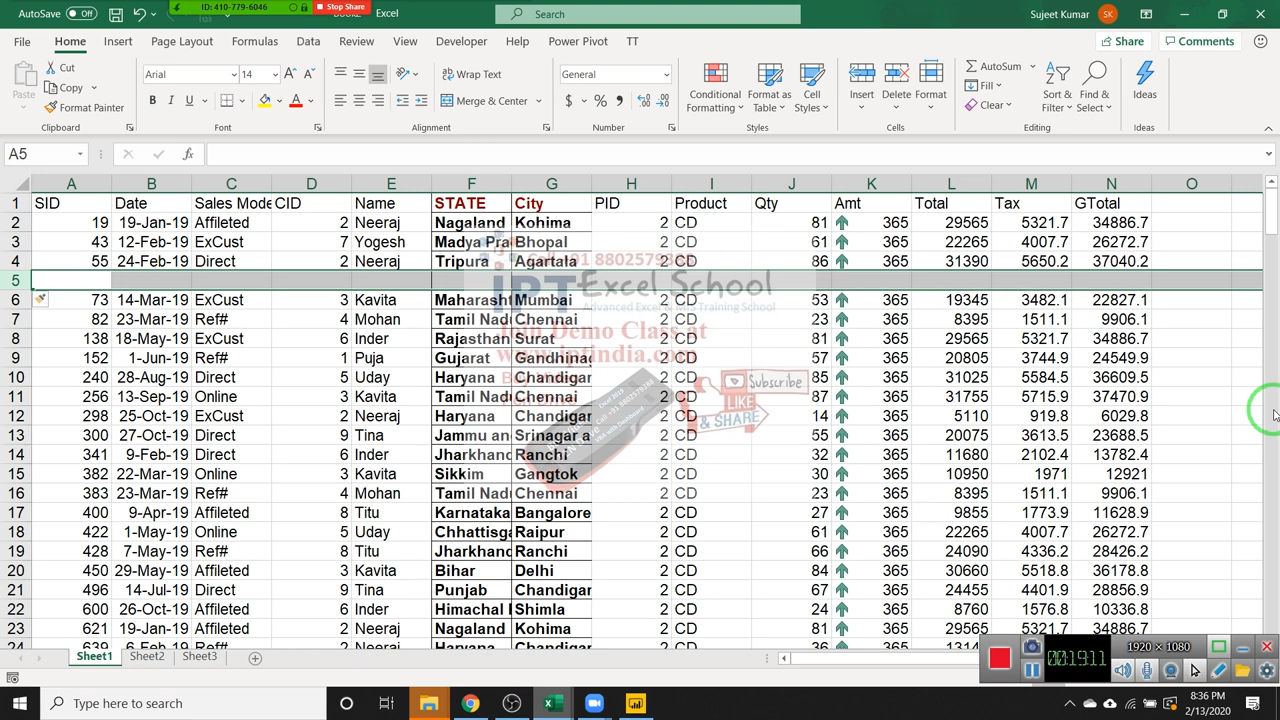 AutoSave Off Book2 Excel
ID: 410-779-6046 Stop Share
Search
Sujeet Kumar SK
File Home Insert Page Layout Formulas Data Review View Developer Help Power Pivot TT Share Comments
Paste Cut Copy Format Painter Clipboard
Arial 14 B I U Font
Wrap Text Merge & Center Alignment
General $ % , Number
Conditional Formatting Format as Table Cell Styles Styles
Insert Delete Format Cells
AutoSum Fill Clear Sort & Filter Find & Select Editing
Ideas Ideas
A5 fx
A B C D E F G H I J K L M N O
1 SID Date Sales Mode CID Name STATE City PID Product Qty Amt Total Tax GTotal
2 19 19-Jan-19 Affileted 2 Neeraj Nagaland Kohima 2 CD 81 365 29565 5321.7 34886.7
3 43 12-Feb-19 ExCust 7 Yogesh Madya Pra Bhopal 2 CD 61 365 22265 4007.7 26272.7
4 55 24-Feb-19 Direct 2 Neeraj Tripura Agartala 2 CD 86 365 31390 5650.2 37040.2
5
6 73 14-Mar-19 ExCust 3 Kavita Maharasht Mumbai 2 CD 53 365 19345 3482.1 22827.1
7 82 23-Mar-19 Ref# 4 Mohan Tamil Nadu Chennai 2 CD 23 365 8395 1511.1 9906.1
8 138 18-May-19 ExCust 6 Inder Rajasthan Surat 2 CD 81 365 29565 5321.7 34886.7
9 152 1-Jun-19 Ref# 1 Puja Gujarat Gandhinag 2 CD 57 365 20805 3744.9 24549.9
10 240 28-Aug-19 Direct 5 Uday Haryana Chandigar 2 CD 85 365 31025 5584.5 36609.5
11 256 13-Sep-19 Online 3 Kavita Tamil Nadu Chennai 2 CD 87 365 31755 5715.9 37470.9
12 298 25-Oct-19 ExCust 2 Neeraj Haryana Chandigar 2 CD 14 365 5110 919.8 6029.8
13 300 27-Oct-19 Direct 9 Tina Jammu an Srinagar a 2 CD 55 365 20075 3613.5 23688.5
14 341 9-Feb-19 Direct 6 Inder Jharkhand Ranchi 2 CD 32 365 11680 2102.4 13782.4
15 382 22-Mar-19 Online 3 Kavita Sikkim Gangtok 2 CD 30 365 10950 1971 12921
16 383 23-Mar-19 Ref# 4 Mohan Tamil Nadu Chennai 2 CD 23 365 8395 1511.1 9906.1
17 400 9-Apr-19 Affileted 8 Titu Karnataka Bangalore 2 CD 27 365 9855 1773.9 11628.9
18 422 1-May-19 Online 5 Uday Chhattisga Raipur 2 CD 61 365 22265 4007.7 26272.7
19 428 7-May-19 Ref# 8 Titu Jharkhand Ranchi 2 CD 66 365 24090 4336.2 28426.2
20 450 29-May-19 Affileted 3 Kavita Bihar Delhi 2 CD 84 365 30660 5518.8 36178.8
21 496 14-Jul-19 Direct 9 Tina Punjab Chandigar 2 CD 67 365 24455 4401.9 28856.9
22 600 26-Oct-19 Affileted 6 Inder Himachal Shimla 2 CD 24 365 8760 1576.8 10336.8
23 621 19-Jan-19 Affileted 2 Neeraj Nagaland Kohima 2 CD 81 365 29565 5321.7 34886.7
24 639 6-Feb-19 Ref# 2 Neeraj Haryana Chandigar 2 CD 36 365
Call +91 8802579388
IPT Excel School
Advanced Excel & MIS Training School
Join Demo Class at
www.iptindia.com
Subscribe
LIKE
& SHARE
Sheet1 Sheet2 Sheet3
1920 × 1080
00:19:11
Type here to search
8:36 PM
2/13/2020